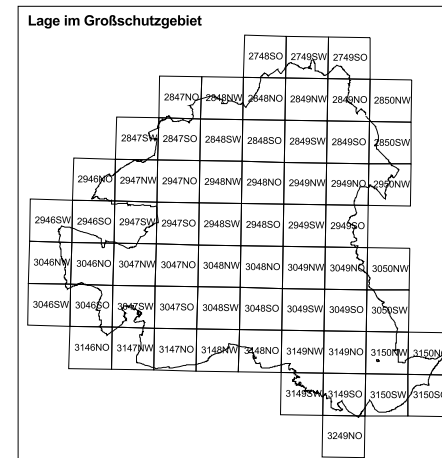 Lage im Großschutzgebiet
2748SO 2749SW 2749SO
2847NO 2848NW 2848NO 2849NW 2849NO 2850NW
2847SW 2847SO 2848SW 2848SO 2849SW 2849SO 2850SW
2946NO 2947NW 2947NO 2948NW 2948NO 2949NW 2949NO 2950NW
2946SW 2946SO 2947SW 2947SO 2948SW 2948SO 2949SW 2949SO
3046NW 3046NO 3047NW 3047NO 3048NW 3048NO 3049NW 3049NO 3050NW
3046SW 3046SO 3047SW 3047SO 3048SW 3048SO 3049SW 3049SO 3050SW
3146NO 3147NW 3147NO 3148NW 3148NO 3149NW 3149NO 3150NW 3150N
3149SW 3149SO 3150SW 3150SO
3249NO